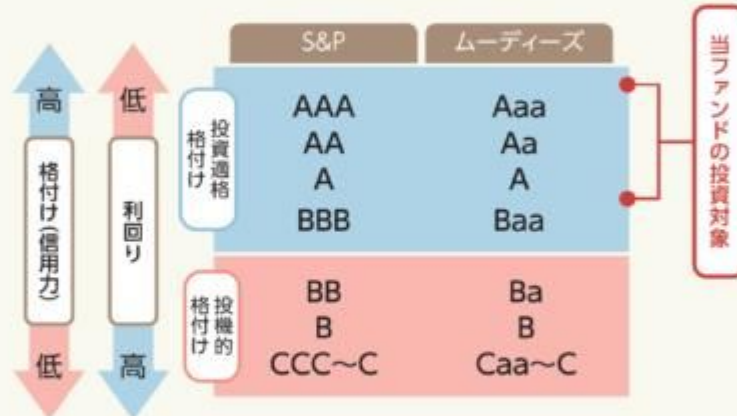 S&P
ムーディーズ
高
格付け(信用力)
低
低
利回り
高
投資適格
格付け
AAA
Aaa
AA
Aa
A
A
BBB
Baa
投機的
格付け
BB
Ba
B
B
CCC～C
Caa～C
当ファンドの投資対象